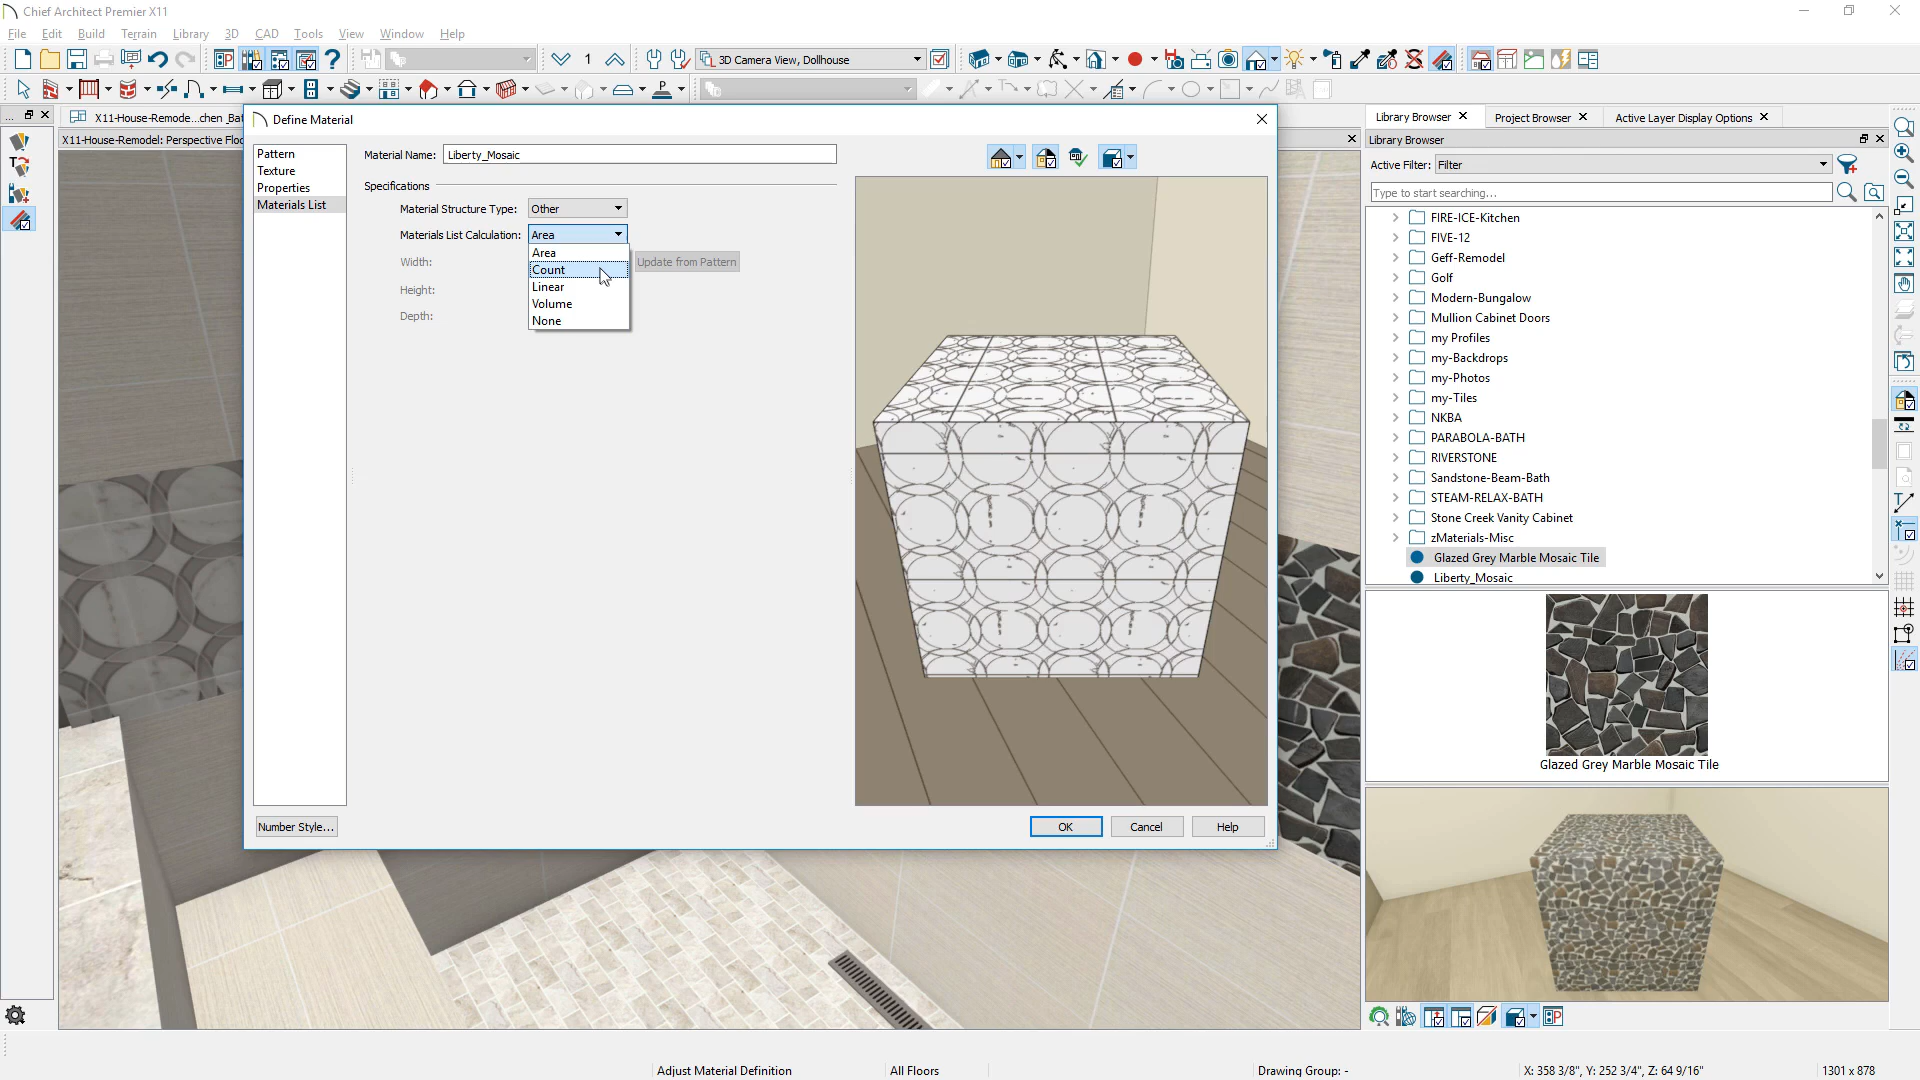 Chief Architect Premier X11
File Edit Build Terrain Library 3D CAD Tools View Window Help
1 3D Camera View, Dollhouse
... X11-House-Remode...chen _Bat
X11-House-Remodel: Perspective Floo
Define Material
Pattern
Texture
Properties
Materials List
Material Name: Liberty_Mosaic
Specifications
Material Structure Type: Other
Materials List Calculation: Area
Area
Count
Linear
Volume
None
Width: Update from Pattern
Height:
Depth:
Number Style...
OK Cancel Help
Library Browser Project Browser Active Layer Display Options
Library Browser
Active Filter: Filter
Type to start searching...
FIRE-ICE-Kitchen
FIVE-12
Geff-Remodel
Golf
Modern-Bungalow
Mullion Cabinet Doors
my Profiles
my-Backdrops
my-Photos
my-Tiles
NKBA
PARABOLA-BATH
RIVERSTONE
Sandstone-Beam-Bath
STEAM-RELAX-BATH
Stone Creek Vanity Cabinet
zMaterials-Misc
Glazed Grey Marble Mosaic Tile
Liberty_Mosaic
Glazed Grey Marble Mosaic Tile
Adjust Material Definition All Floors Drawing Group: - X: 358 3/8", Y: 252 3/4", Z: 64 9/16" 1301 x 878